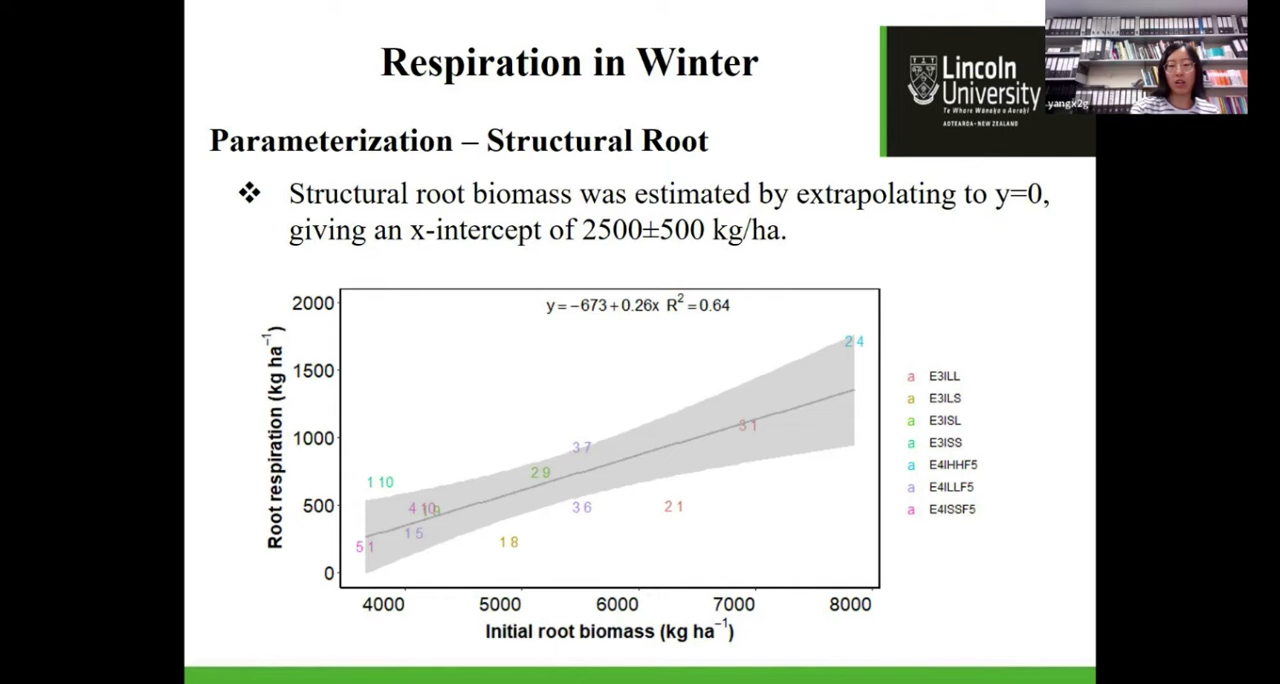 Respiration in Winter
Lincoln
University
Te Whare Wānaka o Aoraki
AOTEAROA • NEW ZEALAND
yangx2g
Parameterization – Structural Root
❖ Structural root biomass was estimated by extrapolating to y=0,
giving an x-intercept of 2500±500 kg/ha.
y = −673 + 0.26x R² = 0.64
Root respiration (kg ha⁻¹)
2000
1500
1000
500
0
2 4
3 1
3 7
2 9
1 10
4 10
1 9
3 6
2 1
1 5
1 8
5 1
4000 5000 6000 7000 8000
Initial root biomass (kg ha⁻¹)
a E3ILL
a E3ILS
a E3ISL
a E3ISS
a E4IHHF5
a E4ILLF5
a E4ISSF5